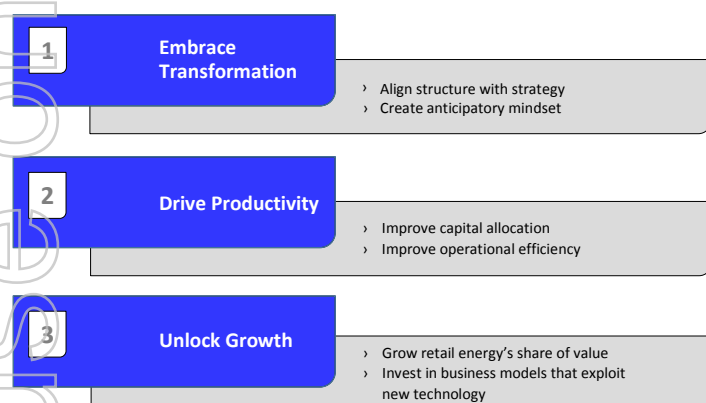 1
Embrace
Transformation
› Align structure with strategy
› Create anticipatory mindset
2
Drive Productivity
› Improve capital allocation
› Improve operational efficiency
3
Unlock Growth
› Grow retail energy’s share of value
› Invest in business models that exploit
new technology